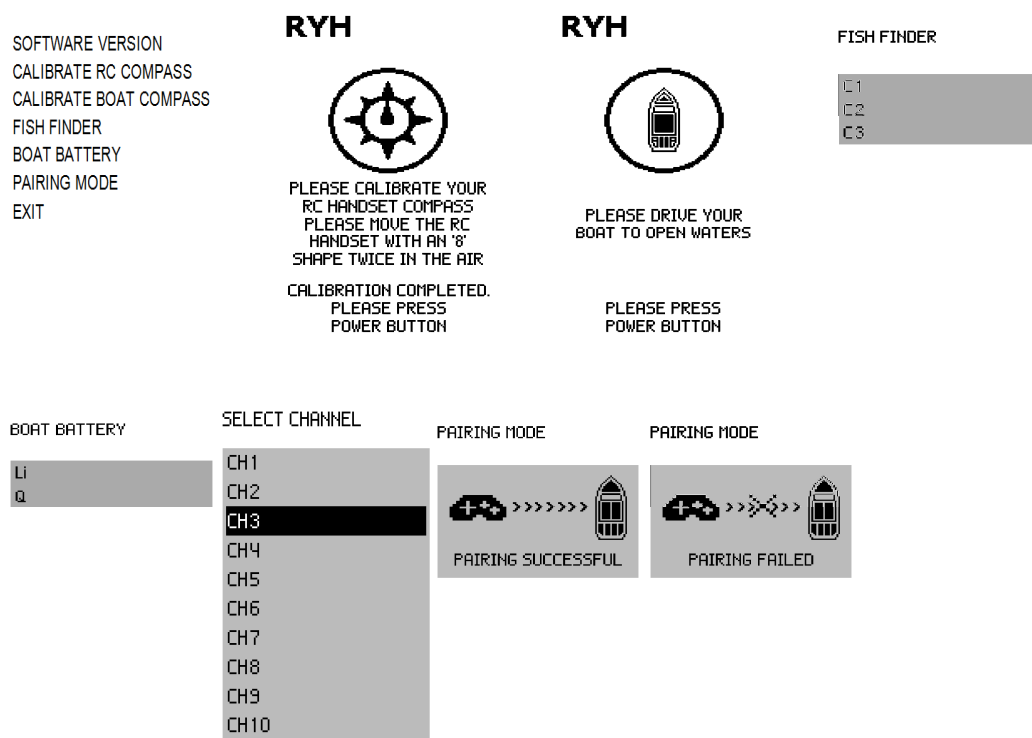 SOFTWARE VERSION
CALIBRATE RC COMPASS
CALIBRATE BOAT COMPASS
FISH FINDER
BOAT BATTERY
PAIRING MODE
EXIT
RYH
PLEASE CALIBRATE YOUR
RC HANDSET COMPASS
PLEASE MOVE THE RC
HANDSET WITH AN '8'
SHAPE TWICE IN THE AIR
CALIBRATION COMPLETED.
PLEASE PRESS
POWER BUTTON
RYH
PLEASE DRIVE YOUR
BOAT TO OPEN WATERS
PLEASE PRESS
POWER BUTTON
FISH FINDER
C1
C2
C3
BOAT BATTERY
Li
Q
SELECT CHANNEL
CH1
CH2
CH3
CH4
CH5
CH6
CH7
CH8
CH9
CH10
PAIRING MODE
PAIRING SUCCESSFUL
PAIRING MODE
PAIRING FAILED